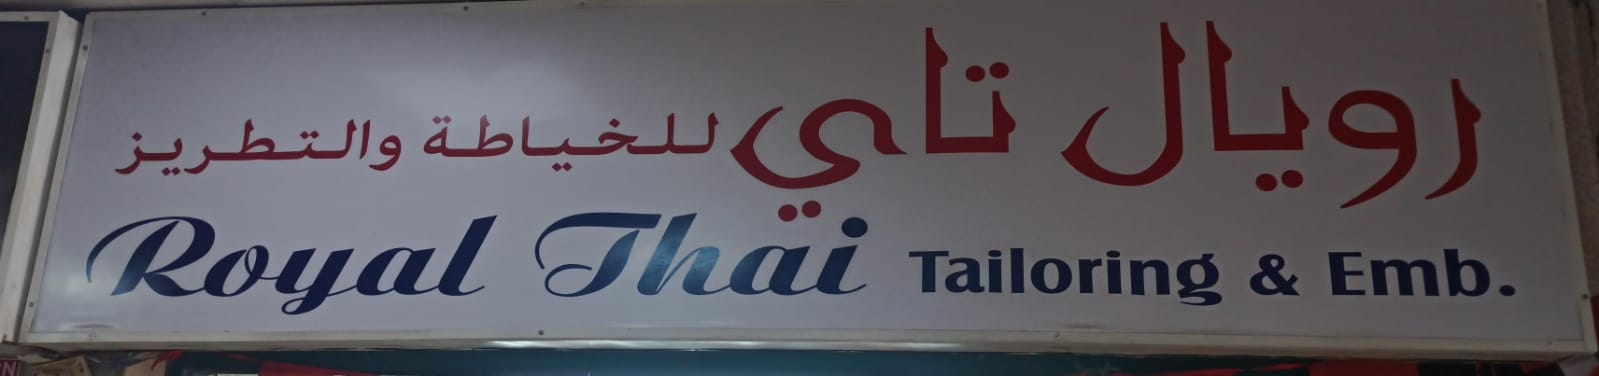 رويال تاي للخياطة والتطريز
Royal Thai Tailoring & Emb.